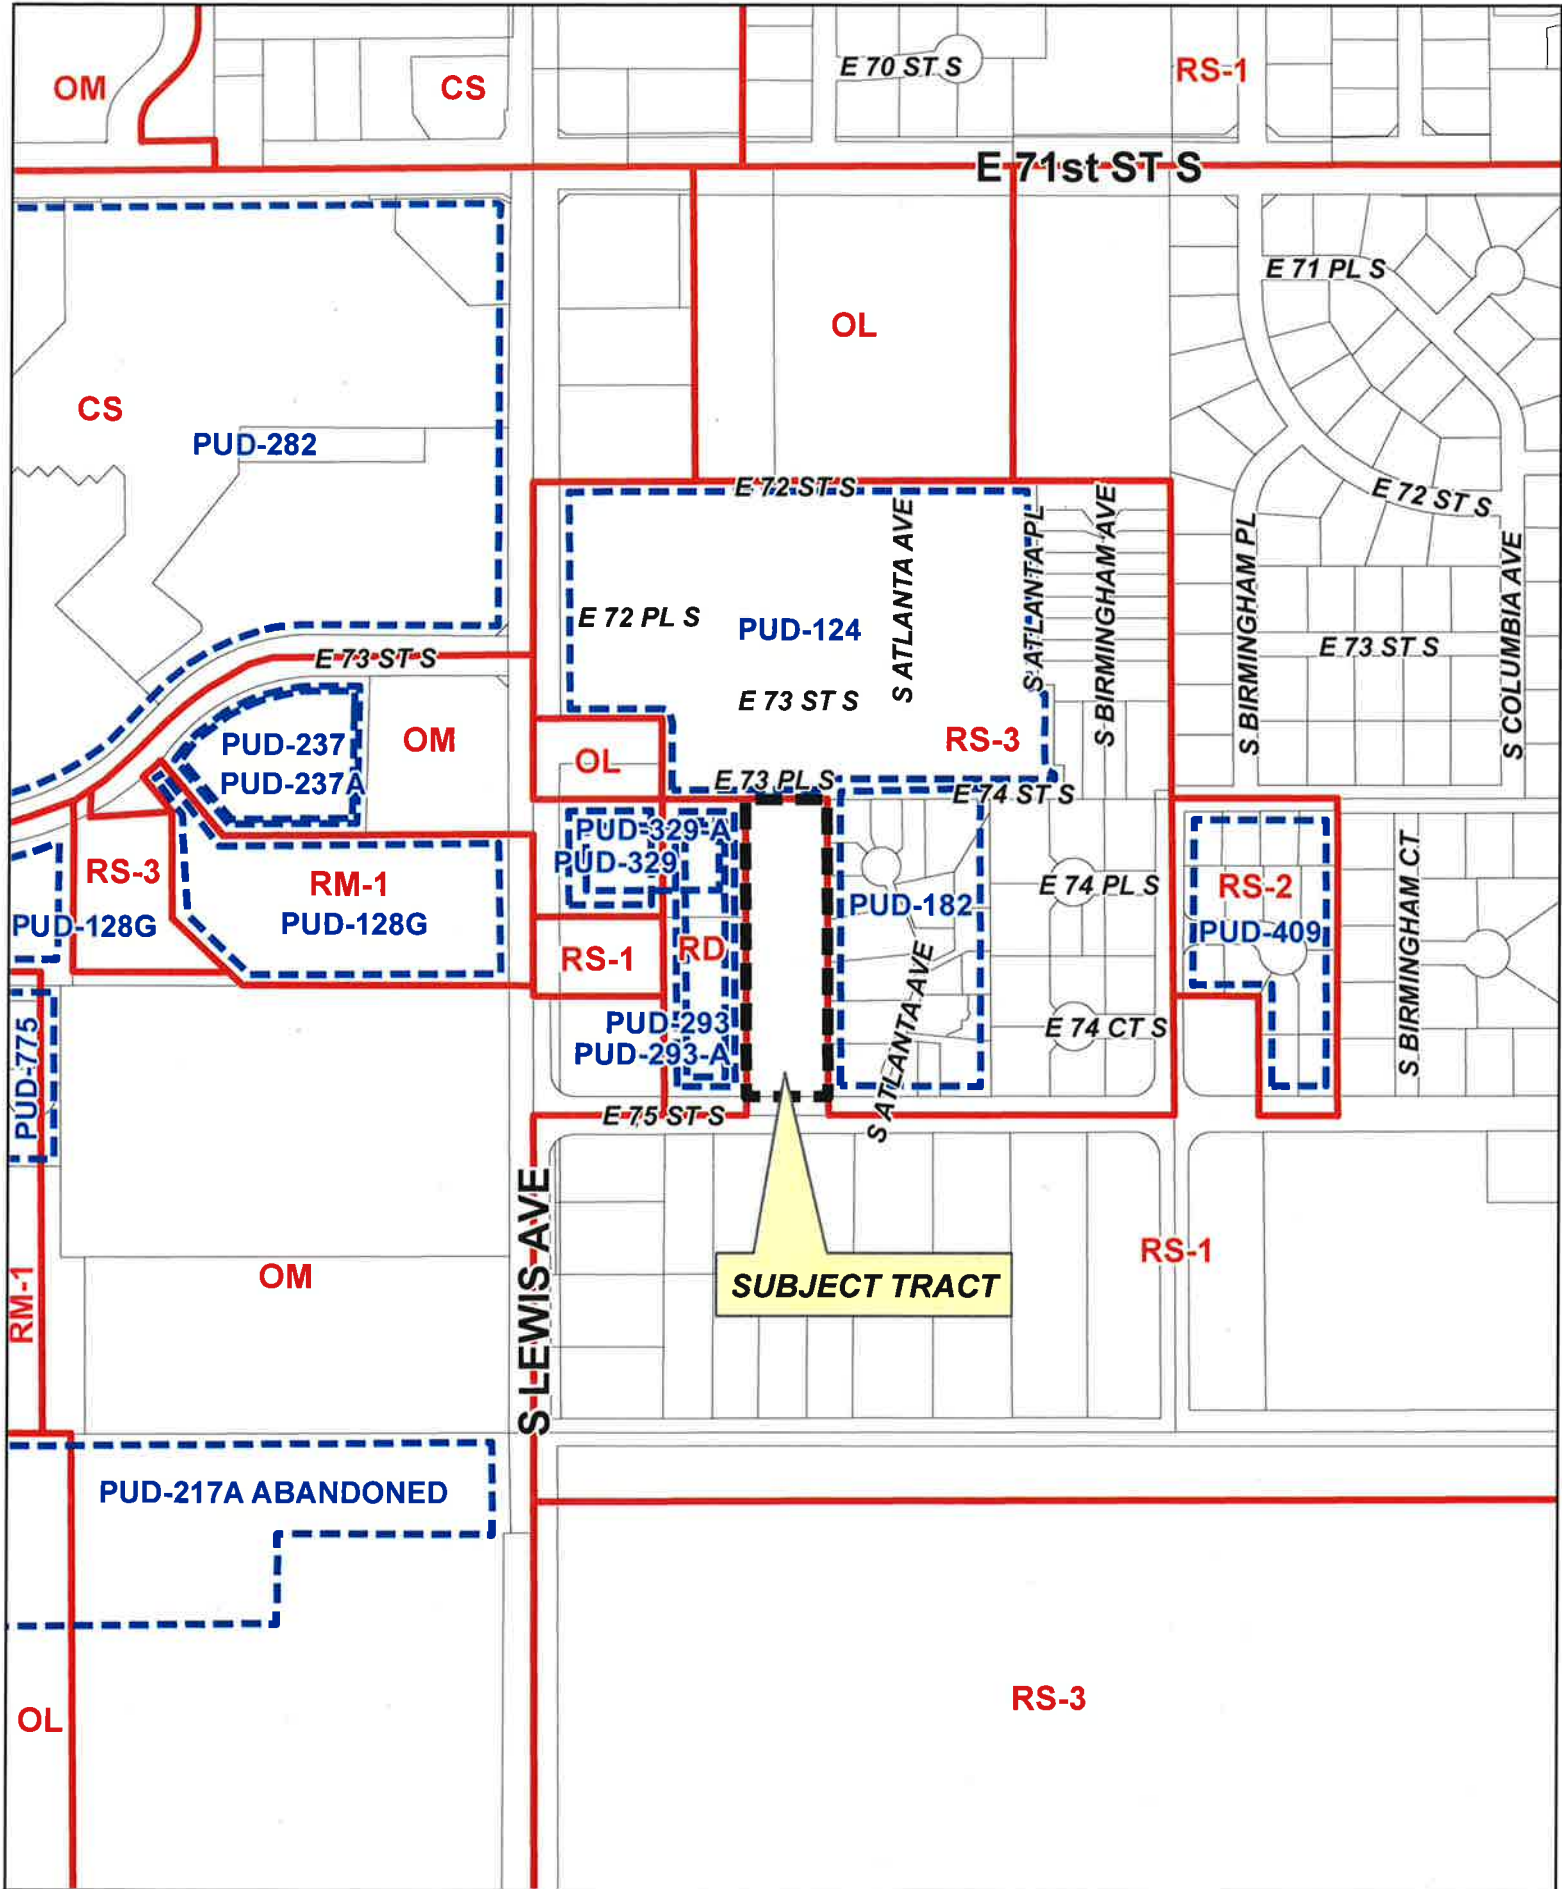 E 70 ST S
RS-1
OM
CS
E 71st ST S
E 71 PL S
OL
CS
PUD-282
E 72 ST S
E 72 ST S
S ATLANTA AVE
S ATLANTA PL
S BIRMINGHAM AVE
S BIRMINGHAM PL
S COLUMBIA AVE
E 72 PL S
PUD-124
E 73 ST S
E 73 ST S
E 73 ST S
PUD-237
PUD-237A
OM
RS-3
OL
E 73 PL S
E 74 ST S
PUD-329-A
PUD-329
RS-3
RM-1
PUD-128G
PUD-128G
E 74 PL S
RS-2
PUD-409
PUD-182
S BIRMINGHAM CT
RS-1
RD
S ATLANTA AVE
PUD-293
PUD-293-A
E 74 CT S
PUD-775
E 75 ST S
S LEWIS AVE
RS-1
OM
SUBJECT TRACT
RM-1
PUD-217A ABANDONED
RS-3
OL